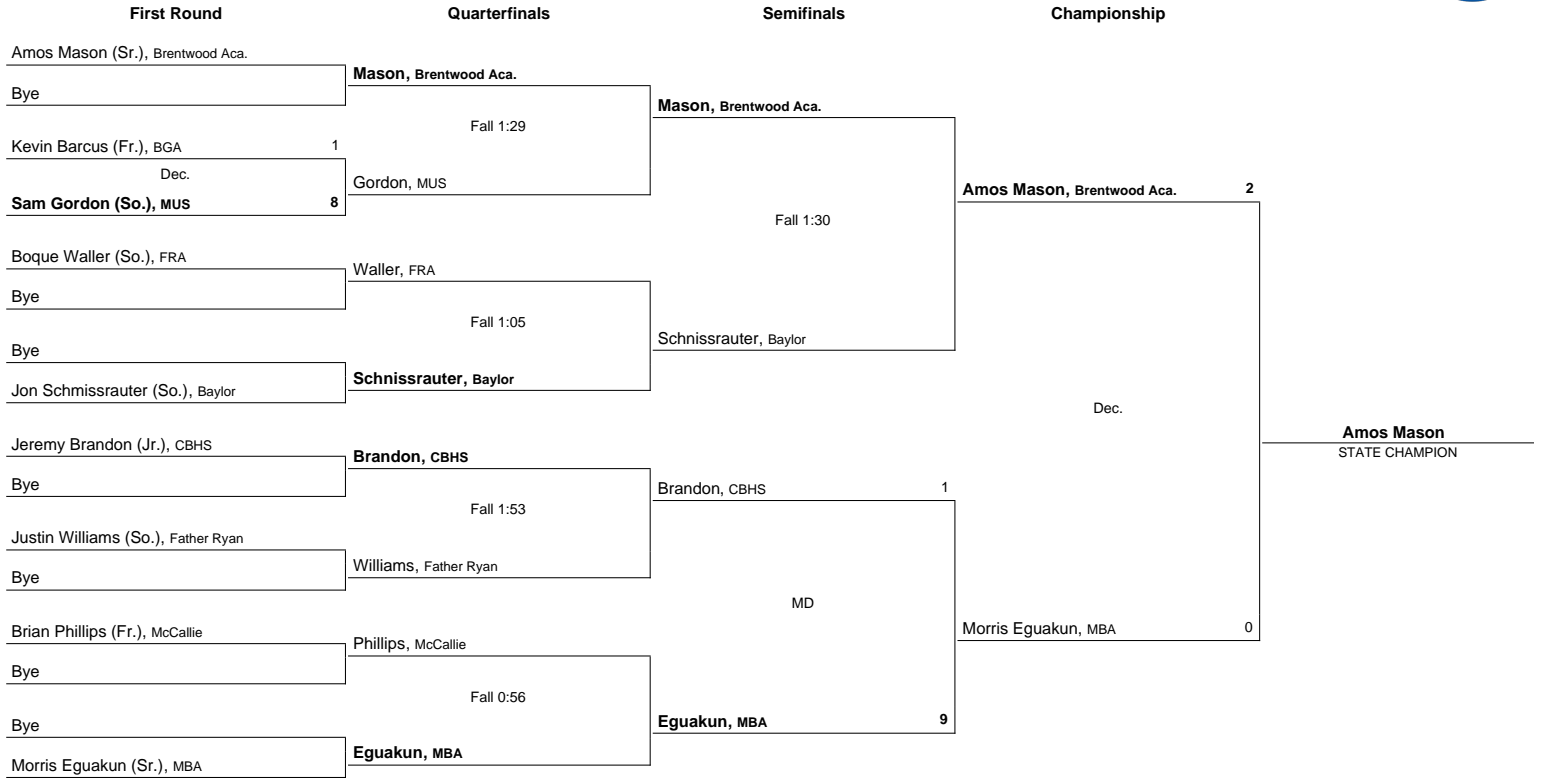 First Round Quarterfinals Semifinals Championship
Amos Mason (Sr.), Brentwood Aca.
Bye
Kevin Barcus (Fr.), BGA 1
Dec.
Sam Gordon (So.), MUS 8
Boque Waller (So.), FRA
Bye
Bye
Jon Schmissrauter (So.), Baylor
Jeremy Brandon (Jr.), CBHS
Bye
Justin Williams (So.), Father Ryan
Bye
Brian Phillips (Fr.), McCallie
Bye
Bye
Morris Eguakun (Sr.), MBA
Mason, Brentwood Aca.
Fall 1:29
Gordon, MUS
Waller, FRA
Fall 1:05
Schnissrauter, Baylor
Brandon, CBHS
Fall 1:53
Williams, Father Ryan
Phillips, McCallie
Fall 0:56
Eguakun, MBA
Mason, Brentwood Aca.
Fall 1:30
Schnissrauter, Baylor
Brandon, CBHS 1
MD
Eguakun, MBA 9
Amos Mason, Brentwood Aca. 2
Dec.
Morris Eguakun, MBA 0
Amos Mason
STATE CHAMPION